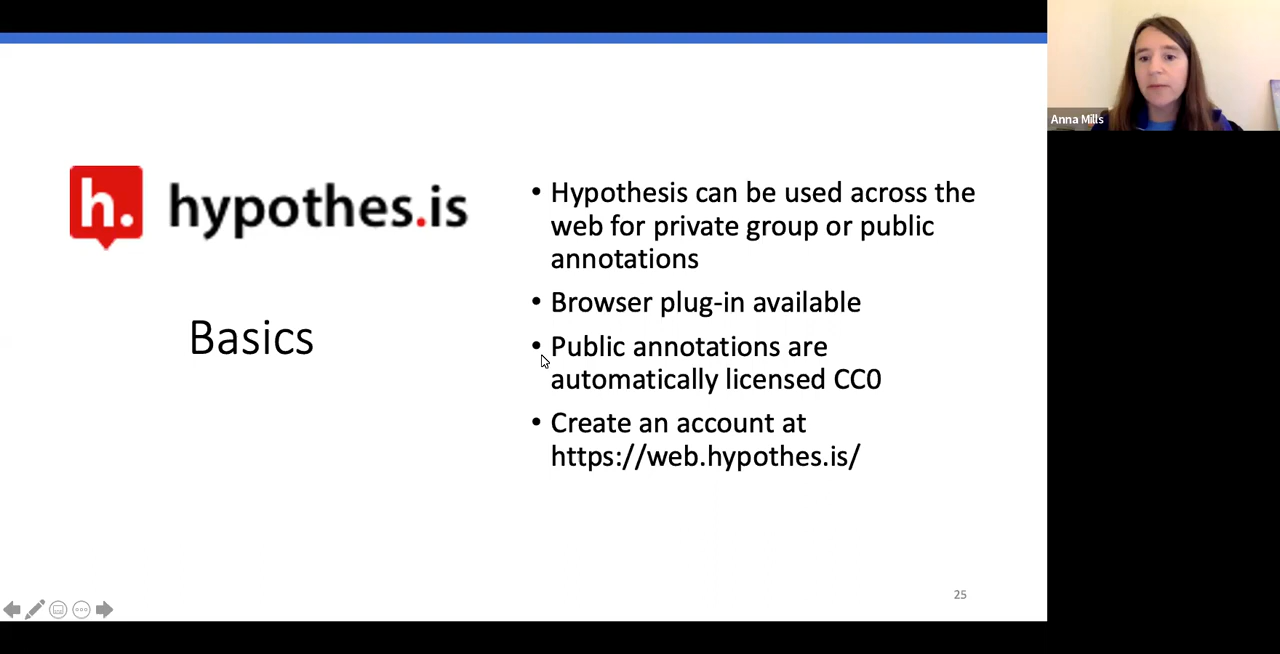 Anna Mills
h. hypothes.is
Basics
• Hypothesis can be used across the
web for private group or public
annotations
• Browser plug-in available
• Public annotations are
automatically licensed CC0
• Create an account at
https://web.hypothes.is/
25